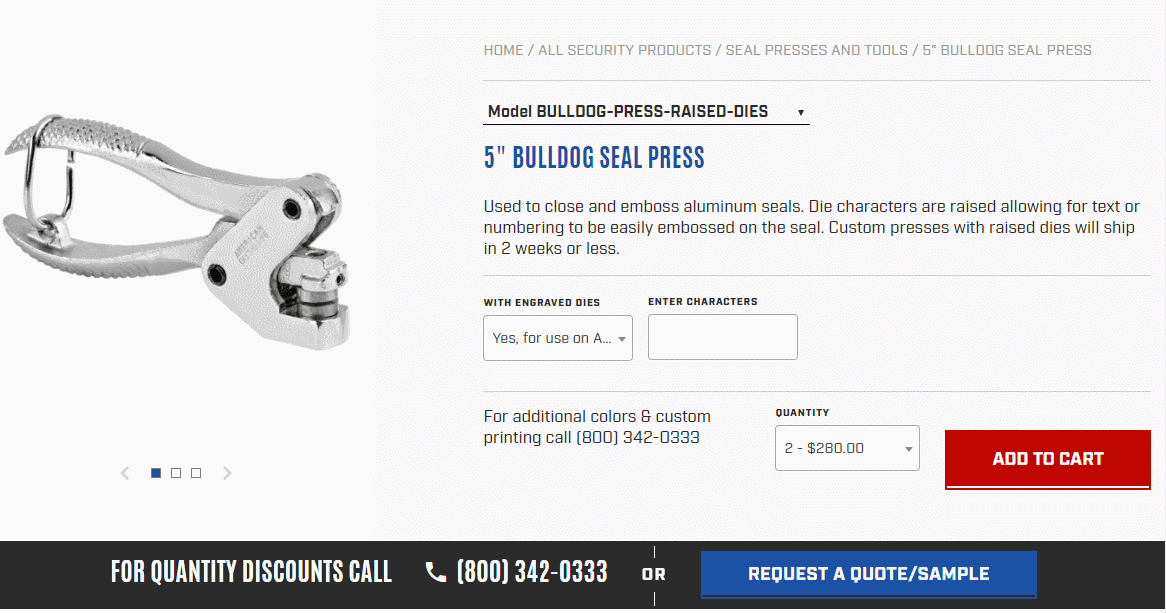 HOME / ALL SECURITY PRODUCTS / SEAL PRESSES AND TOOLS / 5" BULLDOG SEAL PRESS
Model BULLDOG-PRESS-RAISED-DIES
5" BULLDOG SEAL PRESS
Used to close and emboss aluminum seals. Die characters are raised allowing for text or
numbering to be easily embossed on the seal. Custom presses with raised dies will ship
in 2 weeks or less.
WITH ENGRAVED DIES
ENTER CHARACTERS
Yes, for use on A...
For additional colors & custom
printing call (800) 342-0333
QUANTITY
2 - $280.00
ADD TO CART
FOR QUANTITY DISCOUNTS CALL (800) 342-0333 OR REQUEST A QUOTE/SAMPLE